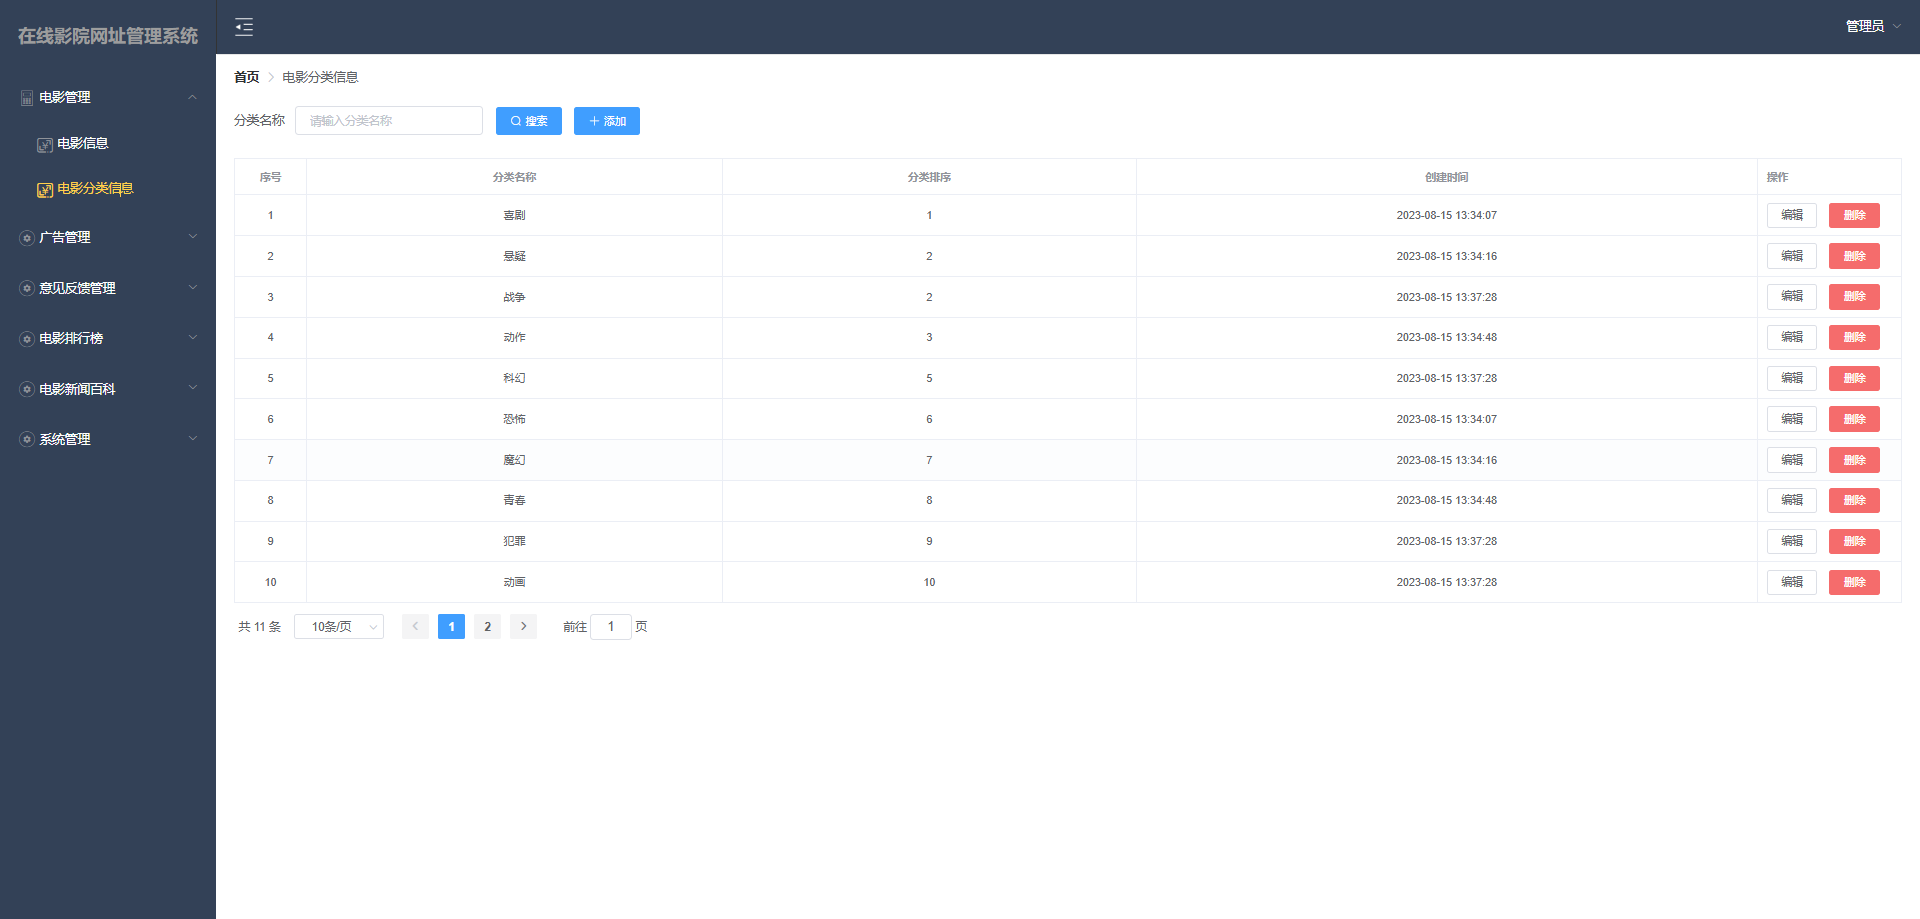 在线影院网址管理系统
管理员
电影管理
电影信息
电影分类信息
广告管理
意见反馈管理
电影排行榜
电影新闻百科
系统管理
首页 电影分类信息
分类名称 请输入分类名称 搜索 添加
序号 分类名称 分类排序 创建时间 操作
1 喜剧 1 2023-08-15 13:34:07 编辑 删除
2 悬疑 2 2023-08-15 13:34:16 编辑 删除
3 战争 2 2023-08-15 13:37:28 编辑 删除
4 动作 3 2023-08-15 13:34:48 编辑 删除
5 科幻 5 2023-08-15 13:37:28 编辑 删除
6 恐怖 6 2023-08-15 13:34:07 编辑 删除
7 魔幻 7 2023-08-15 13:34:16 编辑 删除
8 青春 8 2023-08-15 13:34:48 编辑 删除
9 犯罪 9 2023-08-15 13:37:28 编辑 删除
10 动画 10 2023-08-15 13:37:28 编辑 删除
共 11 条 10条/页 1 2 前往 1 页